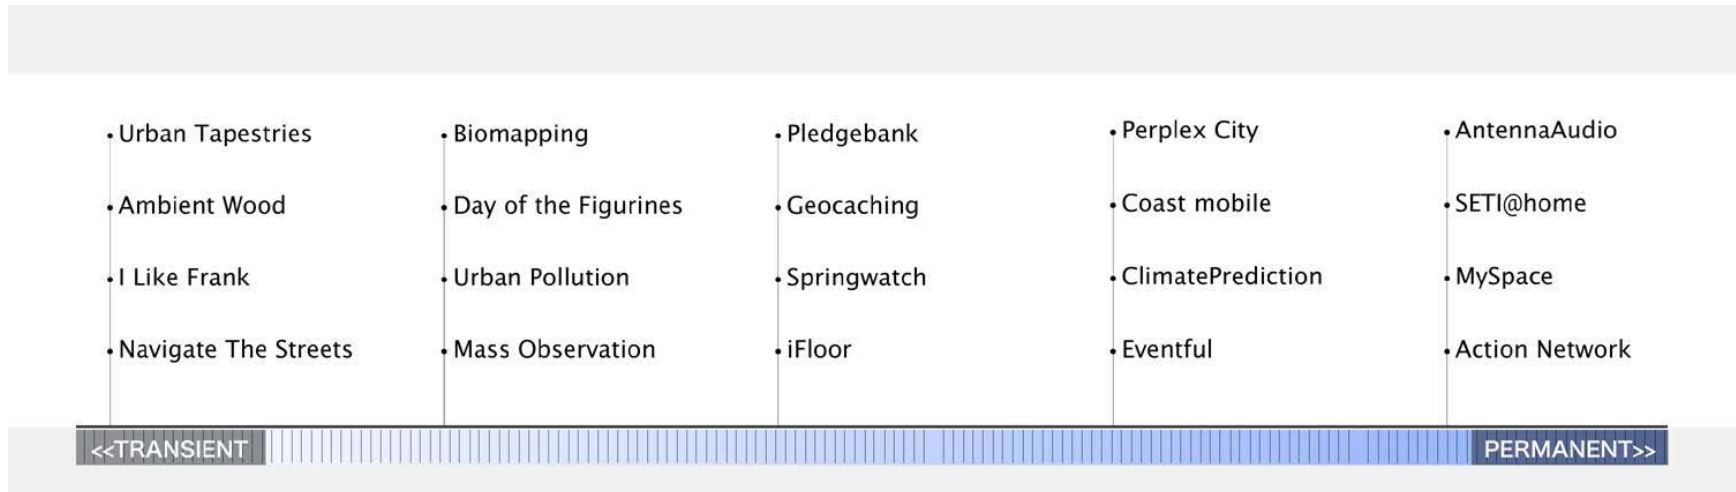 Urban Tapestries
Ambient Wood
I Like Frank
Navigate The Streets
Biomapping
Day of the Figurines
Urban Pollution
Mass Observation
Pledgebank
Geocaching
Springwatch
iFloor
Perplex City
Coast mobile
ClimatePrediction
Eventful
AntennaAudio
SETI@home
MySpace
Action Network
<<TRANSIENT
PERMANENT>>